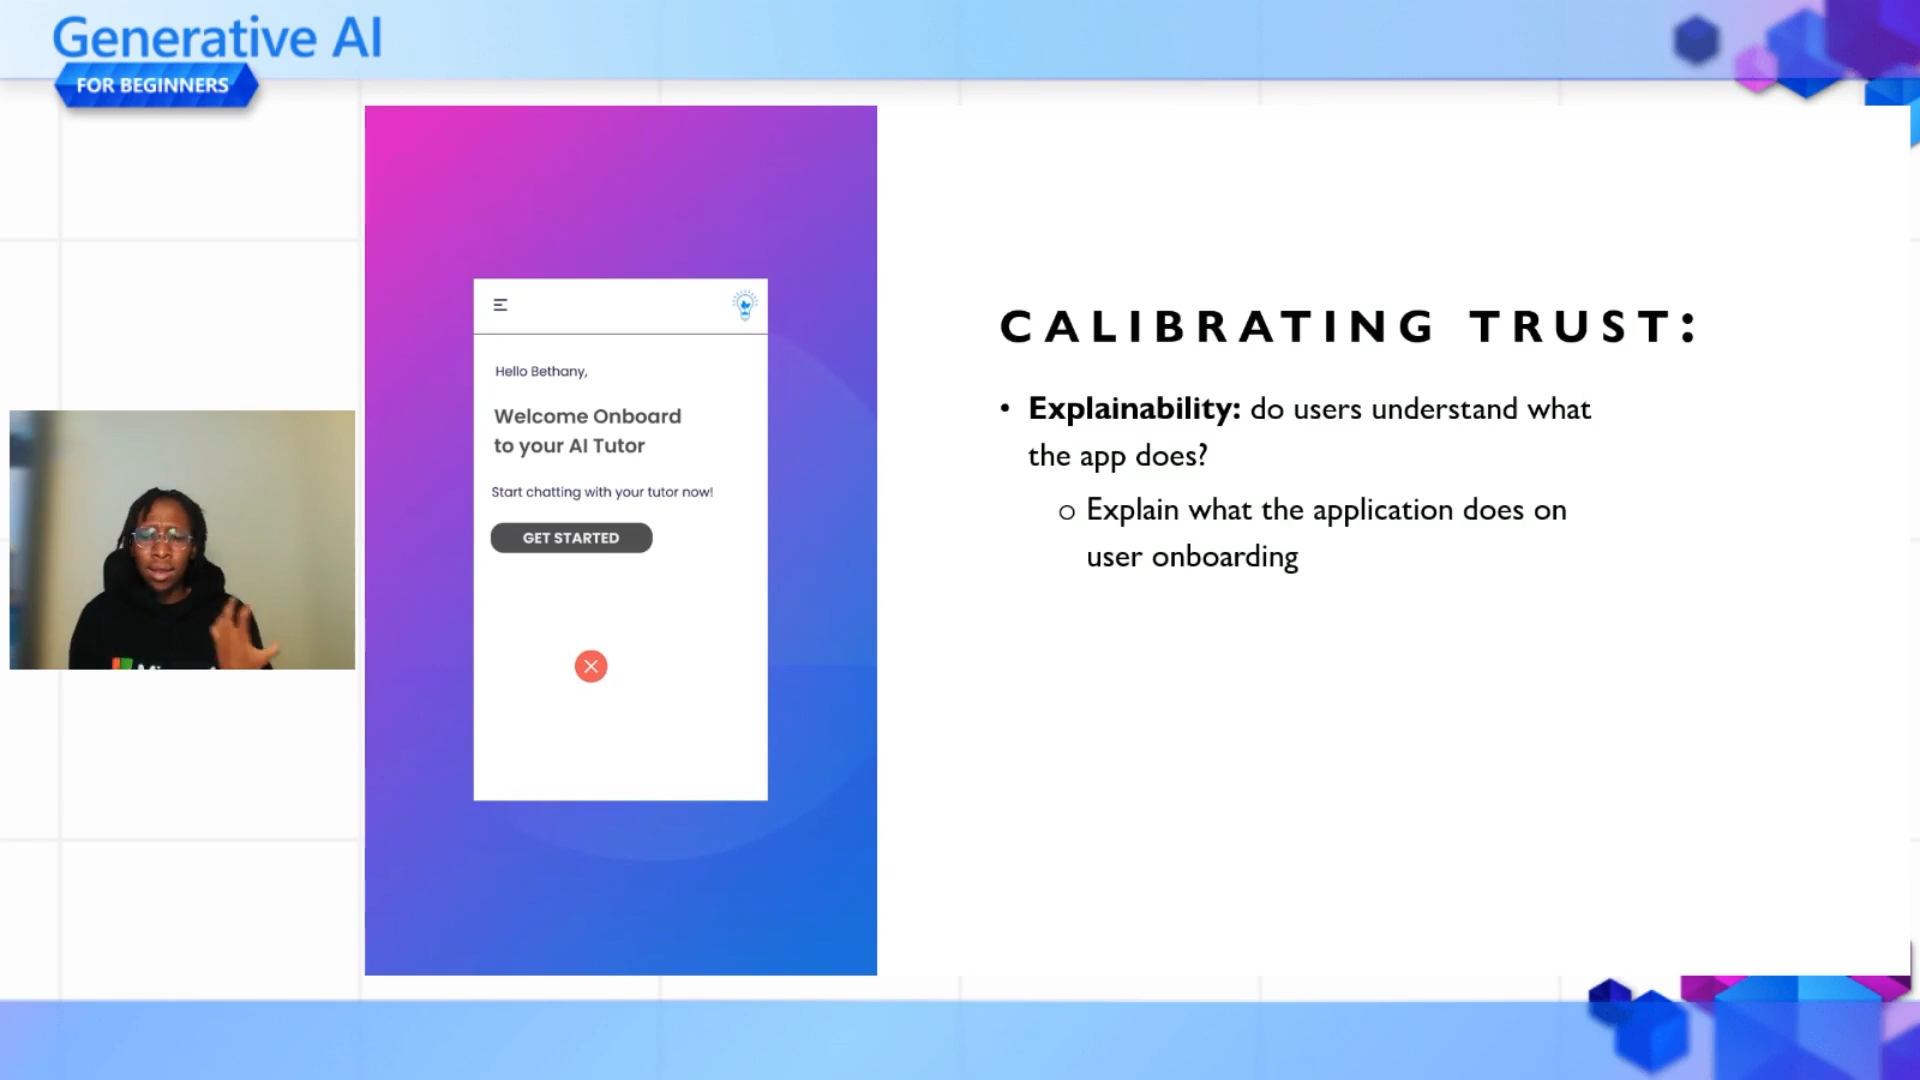 Generative AI
FOR BEGINNERS
Hello Bethany,
Welcome Onboard
to your AI Tutor
Start chatting with your tutor now!
GET STARTED
CALIBRATING TRUST:
• Explainability: do users understand what
the app does?
o Explain what the application does on
user onboarding